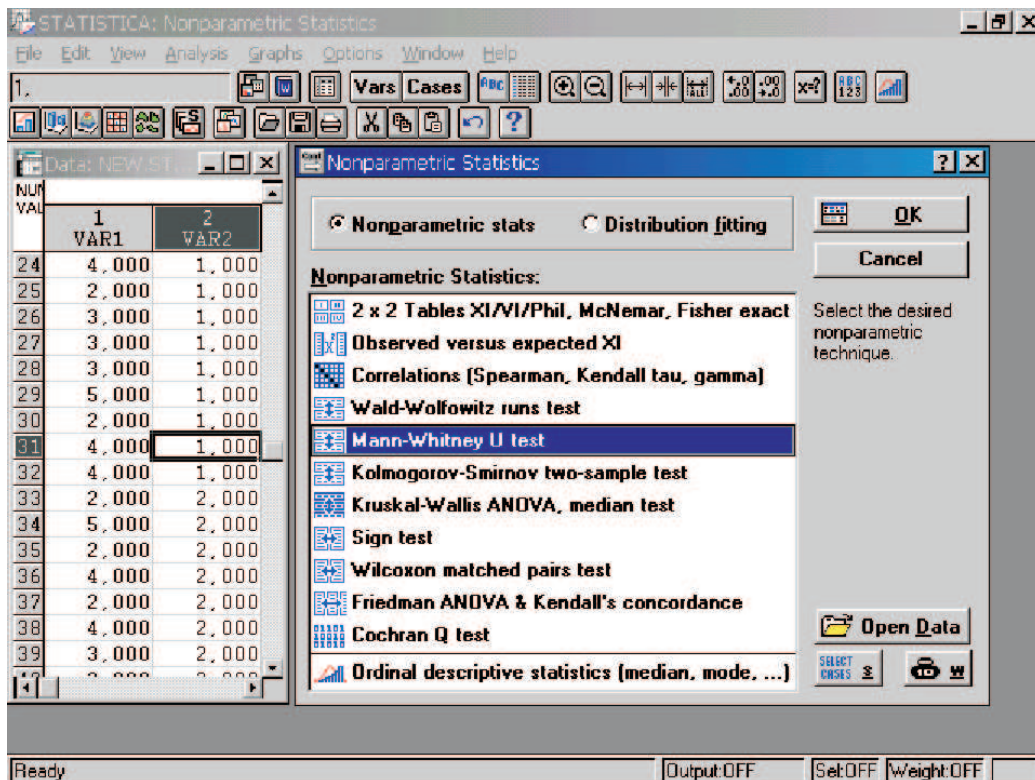 STATISTICA: Nonparametric Statistics
File Edit View Analysis Graphs Options Window Help
1,
Vars Cases ABC
x=? ABC 123
Data: NEW.ST
NUM
VAL
1 2
VAR1 VAR2
24 4,000 1,000
25 2,000 1,000
26 3,000 1,000
27 3,000 1,000
28 3,000 1,000
29 5,000 1,000
30 2,000 1,000
31 4,000 1,000
32 4,000 1,000
33 2,000 2,000
34 5,000 2,000
35 2,000 2,000
36 4,000 2,000
37 2,000 2,000
38 4,000 2,000
39 3,000 2,000
Nonparametric Statistics
Nonparametric stats Distribution fitting
Nonparametric Statistics:
2 x 2 Tables XI/VI/Phil, McNemar, Fisher exact
Observed versus expected XI
Correlations (Spearman, Kendall tau, gamma)
Wald-Wolfowitz runs test
Mann-Whitney U test
Kolmogorov-Smirnov two-sample test
Kruskal-Wallis ANOVA, median test
Sign test
Wilcoxon matched pairs test
Friedman ANOVA & Kendall's concordance
Cochran Q test
Ordinal descriptive statistics (median, mode, ...)
OK
Cancel
Select the desired
nonparametric
technique.
Open Data
SELECT CASES S
W
Ready
Output:OFF Sel:OFF Weight:OFF